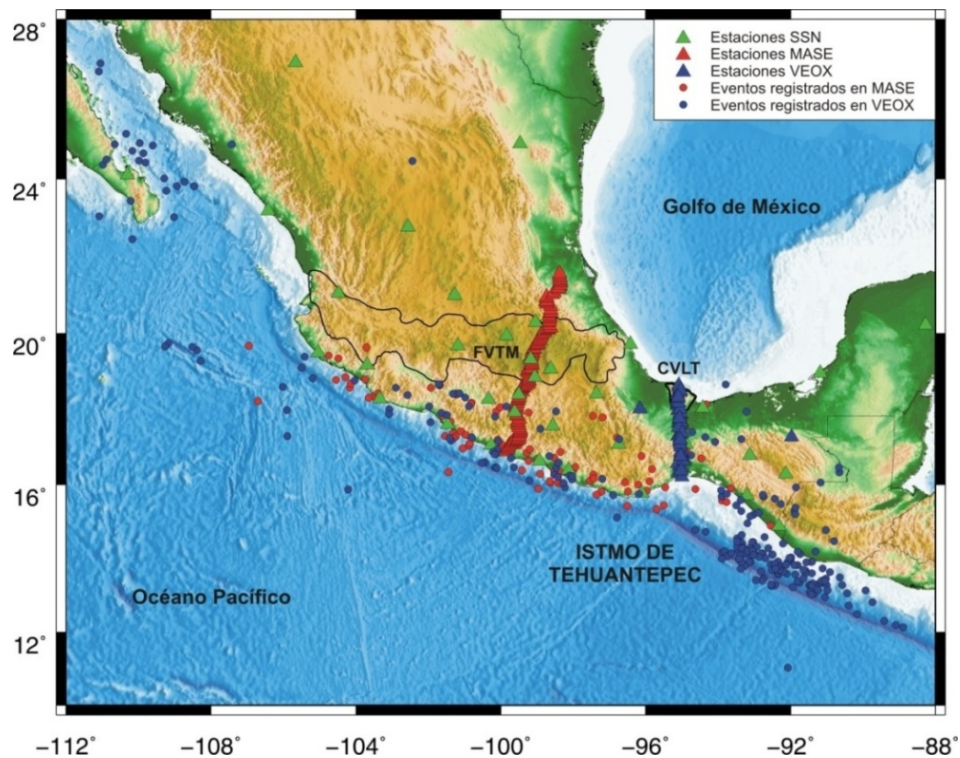 28°
24°
20°
16°
12°
Estaciones SSN
Estaciones MASE
Estaciones VEOX
Eventos registrados en MASE
Eventos registrados en VEOX
Golfo de México
FVTM
CVLT
ISTMO DE
TEHUANTEPEC
Océano Pacífico
−112° −108° −104° −100° −96° −92° −88°